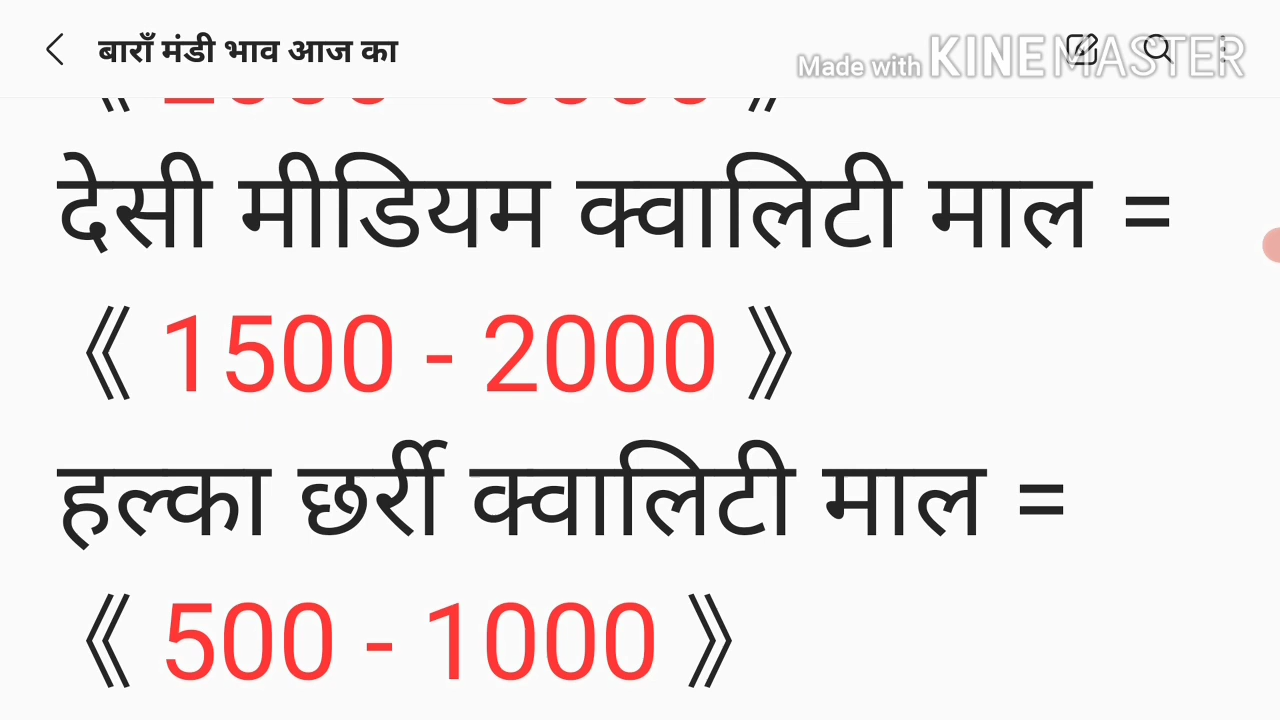 बाराँ मंडी भाव आज का
Made with KINEMASTER
देसी मीडियम क्वालिटी माल =
《 1500 - 2000 》
हल्का छर्री क्वालिटी माल =
《 500 - 1000 》